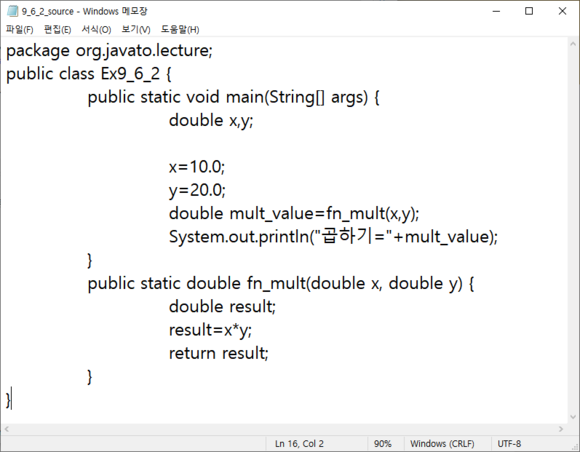 9_6_2_source - Windows 메모장
파일(F) 편집(E) 서식(O) 보기(V) 도움말(H)
package org.javato.lecture;
public class Ex9_6_2 {
public static void main(String[] args) {
double x,y;
x=10.0;
y=20.0;
double mult_value=fn_mult(x,y);
System.out.println("곱하기="+mult_value);
}
public static double fn_mult(double x, double y) {
double result;
result=x*y;
return result;
}
}
Ln 16, Col 2 90% Windows (CRLF) UTF-8